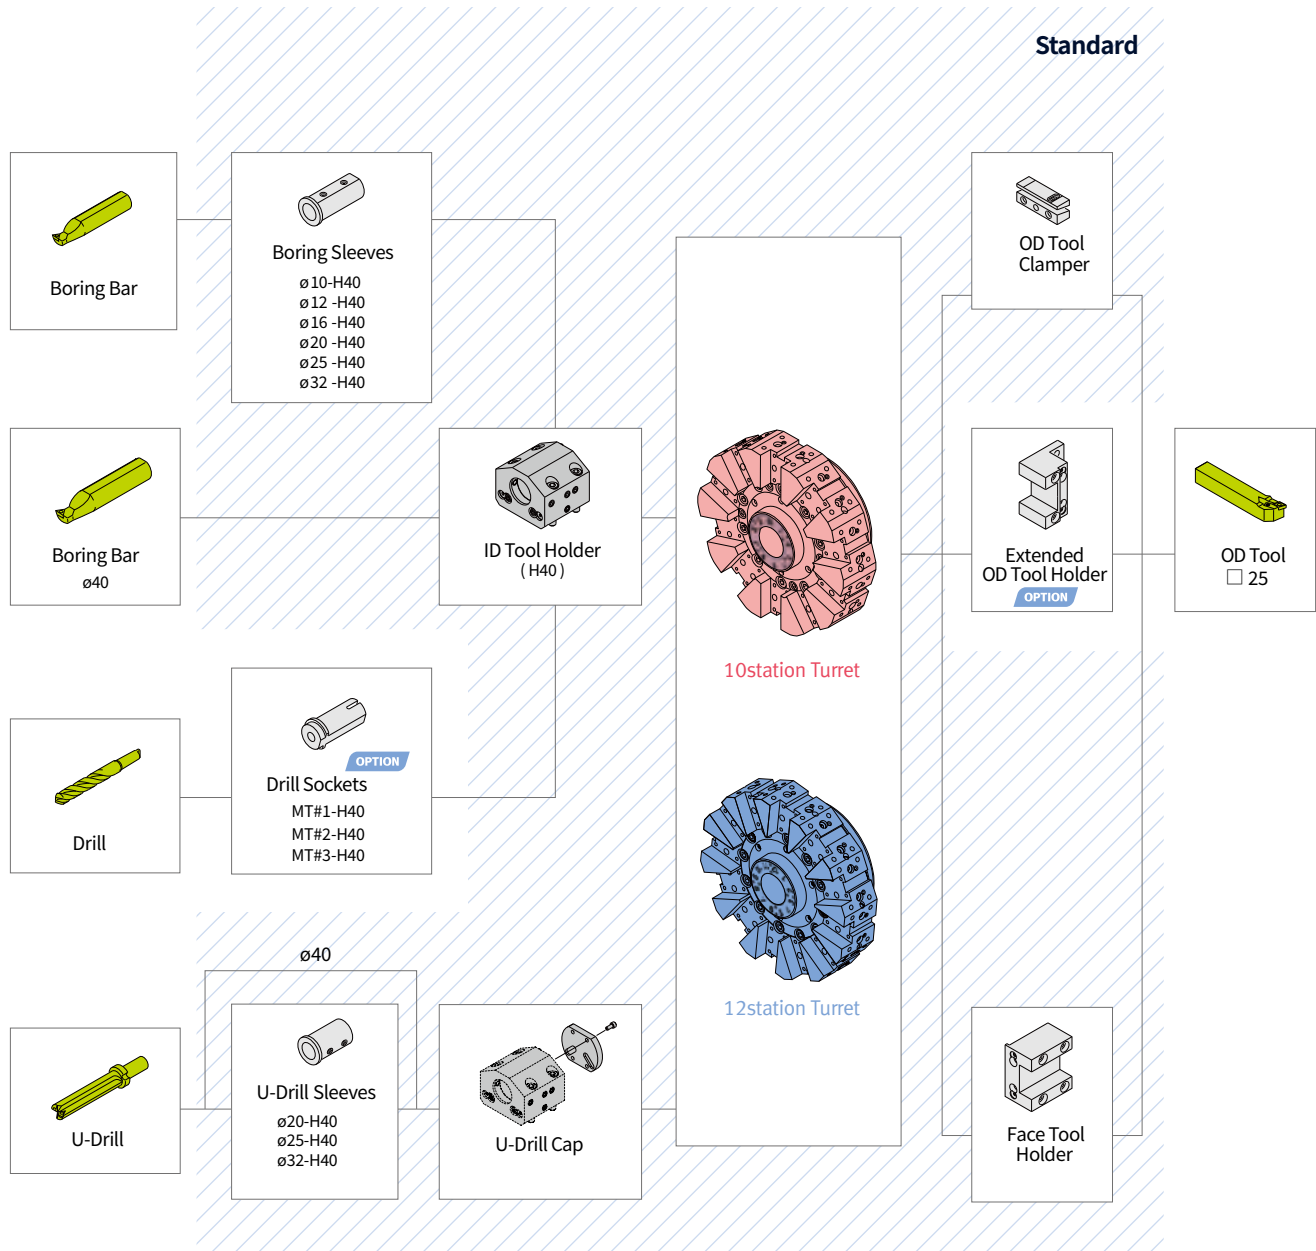 Standard
Boring Bar
Boring Sleeves
ø10-H40
ø12 -H40
ø16 -H40
ø20 -H40
ø25 -H40
ø32 -H40
OD Tool
Clamper
Boring Bar
ø40
ID Tool Holder
( H40 )
10station Turret
Extended
OD Tool Holder
OPTION
OD Tool
□ 25
Drill
OPTION
Drill Sockets
MT#1-H40
MT#2-H40
MT#3-H40
12station Turret
ø40
U-Drill
U-Drill Sleeves
ø20-H40
ø25-H40
ø32-H40
U-Drill Cap
Face Tool
Holder